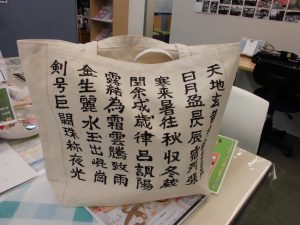 天地玄
日月盈昃辰宿列張
寒来暑往秋収冬蔵
閏余成歳律呂調陽
露結為霜雲騰致雨
金生麗水玉出崑岡
剣号巨闕珠称夜光